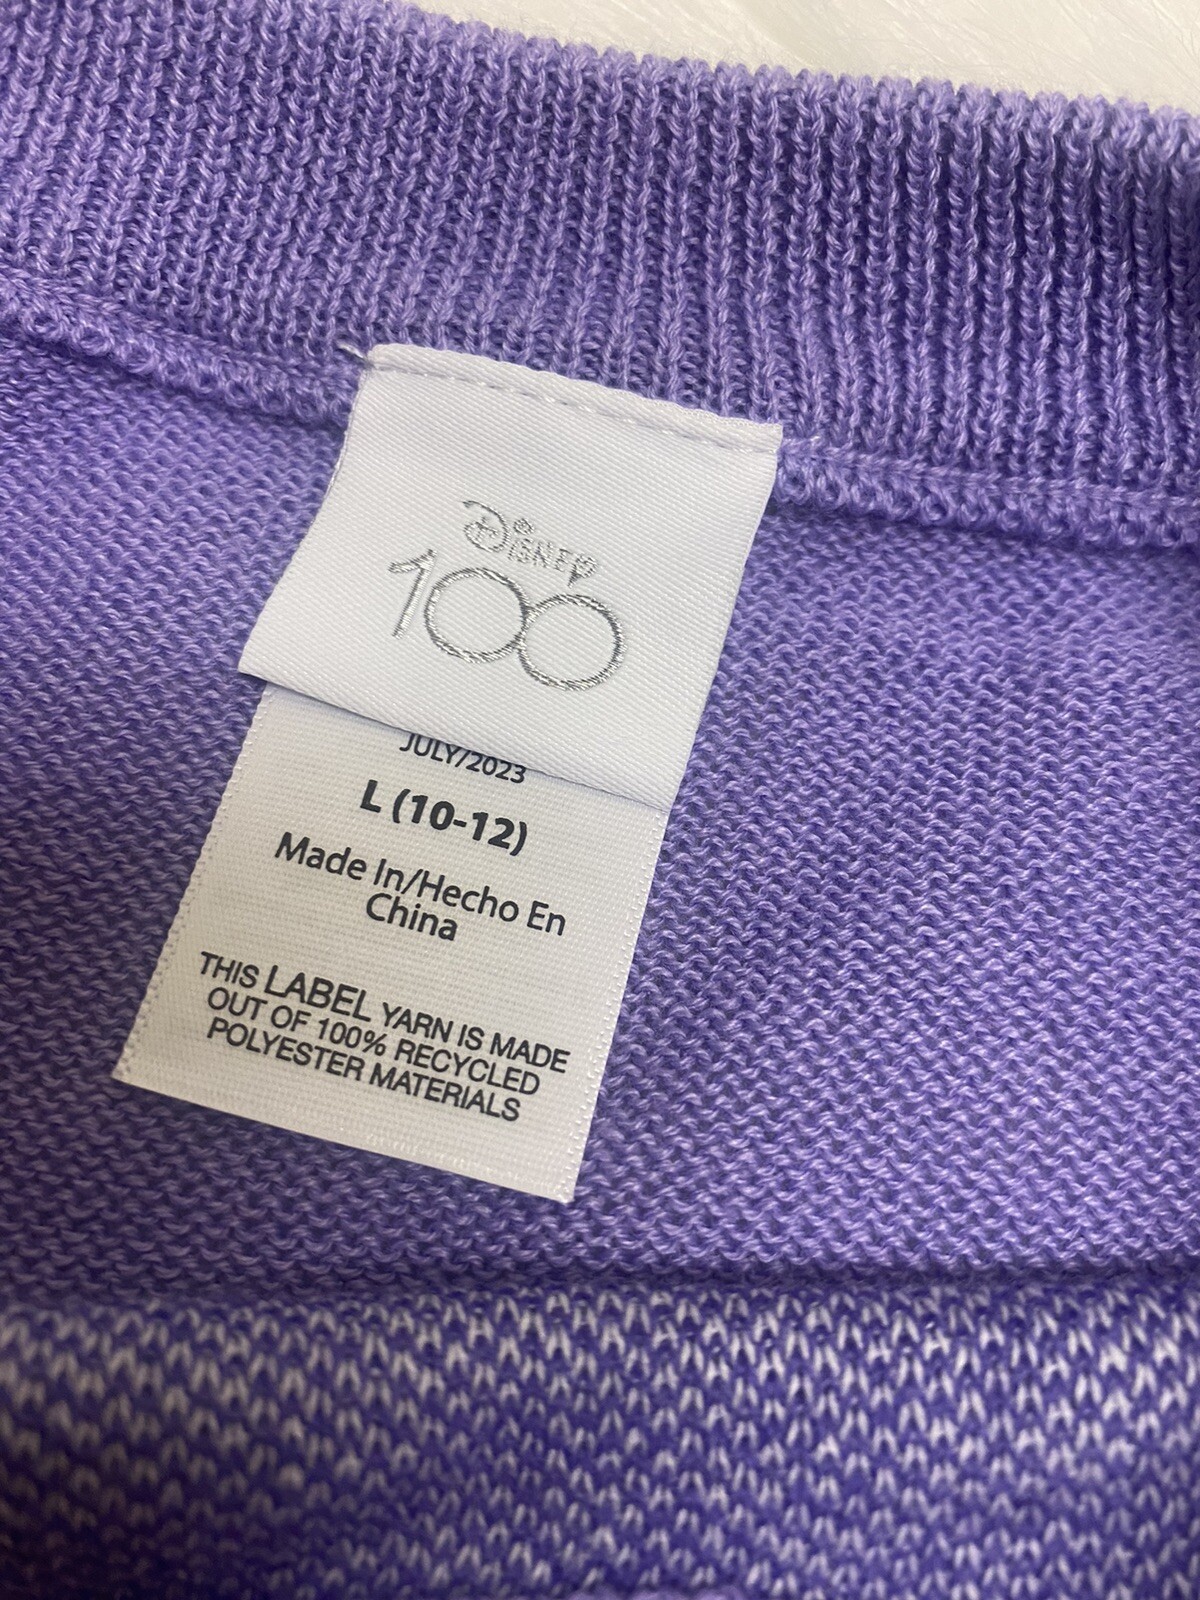 Disney
100
JULY/2023
L (10-12)
Made In/Hecho En
China
THIS LABEL YARN IS MADE
OUT OF 100% RECYCLED
POLYESTER MATERIALS